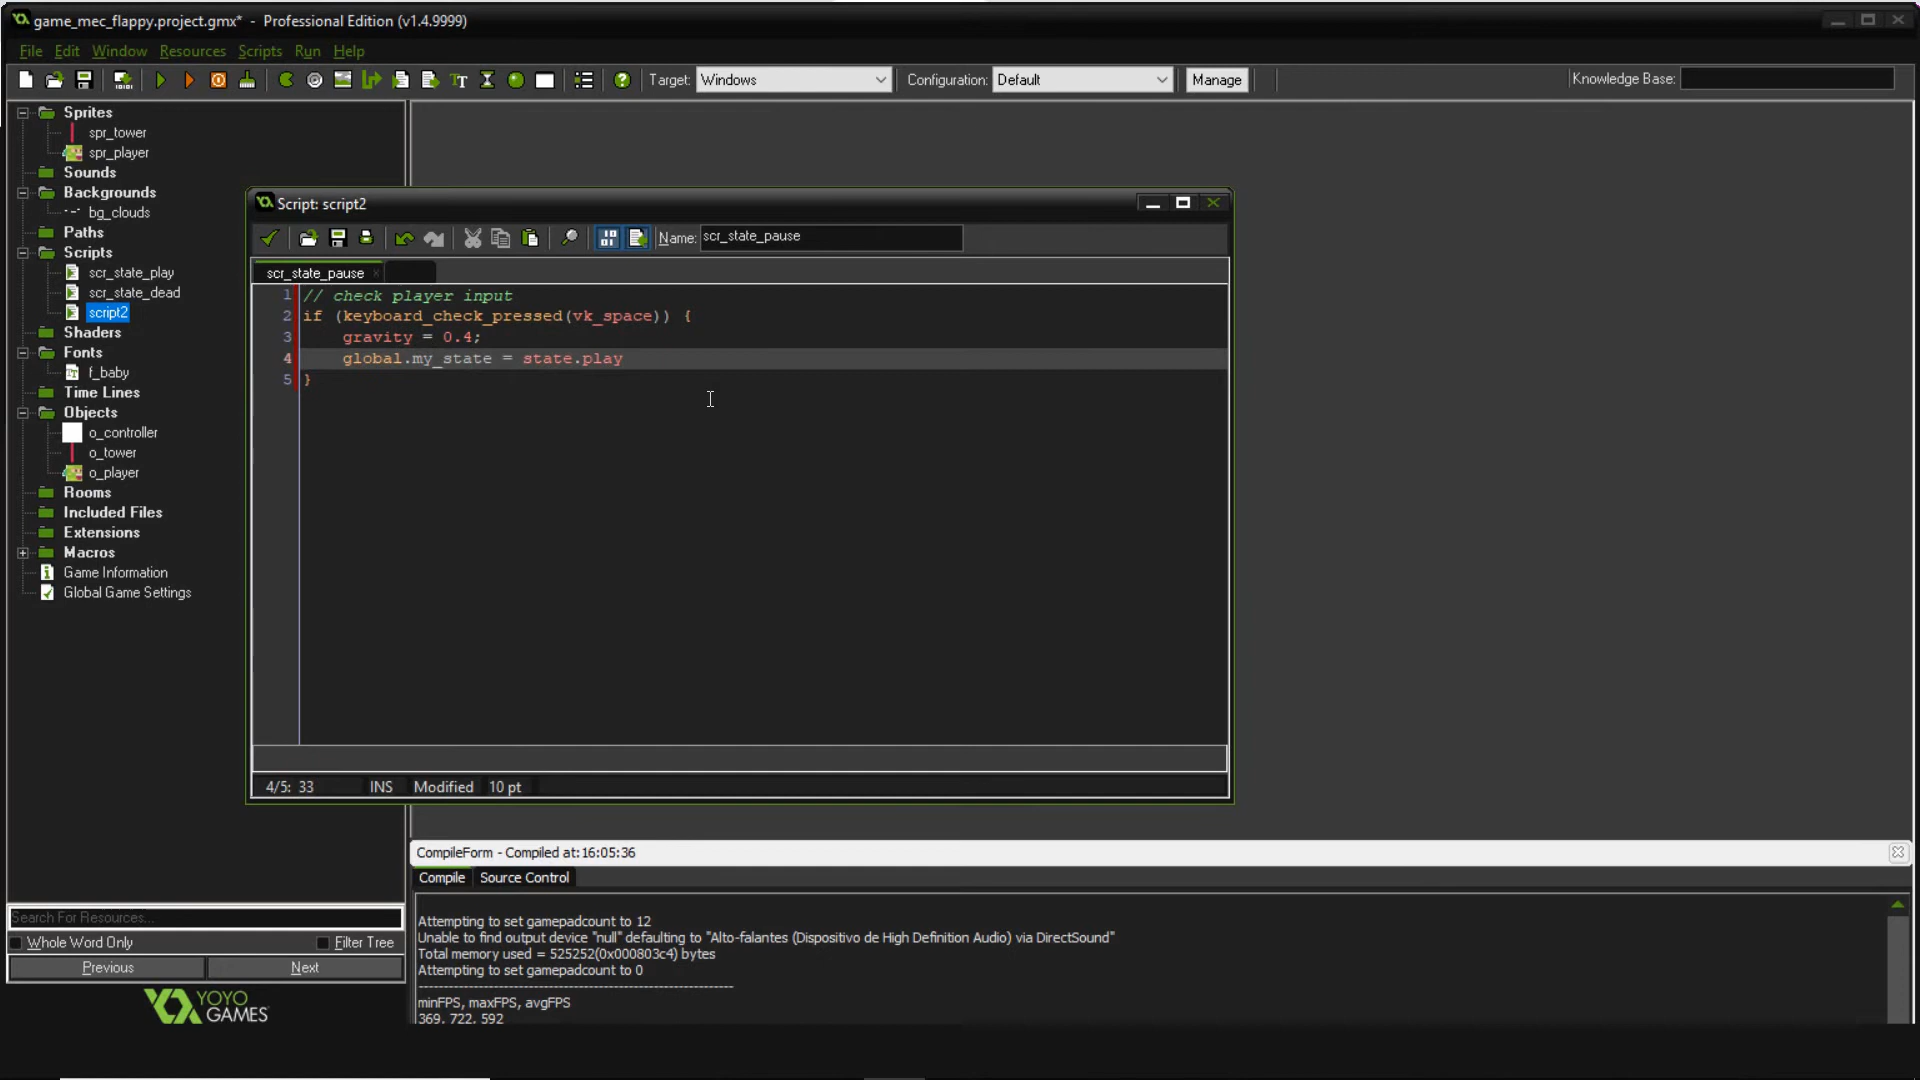 game_mec_flappy.project.gmx* - Professional Edition (v1.4.9999)
File Edit Window Resources Scripts Run Help
Target: Windows Configuration: Default Manage Knowledge Base:
Sprites
spr_tower
spr_player
Sounds
Backgrounds
bg_clouds
Paths
Scripts
scr_state_play
scr_state_dead
script2
Shaders
Fonts
f_baby
Time Lines
Objects
o_controller
o_tower
o_player
Rooms
Included Files
Extensions
Macros
Game Information
Global Game Settings
Search For Resources...
Whole Word Only Filter Tree
Previous Next
YOYO
GAMES
Script: script2
Name: scr_state_pause
scr_state_pause
1 // check player input
2 if (keyboard_check_pressed(vk_space)) {
3 gravity = 0.4;
4 global.my_state = state.play
5 }
4/5: 33 INS Modified 10 pt
CompileForm - Compiled at:16:05:36
Compile Source Control
Attempting to set gamepadcount to 12
Unable to find output device "null" defaulting to "Alto-falantes (Dispositivo de High Definition Audio) via DirectSound"
Total memory used = 525252(0x000803c4) bytes
Attempting to set gamepadcount to 0
------------------------------------------------------------
minFPS, maxFPS, avgFPS
369, 722, 592